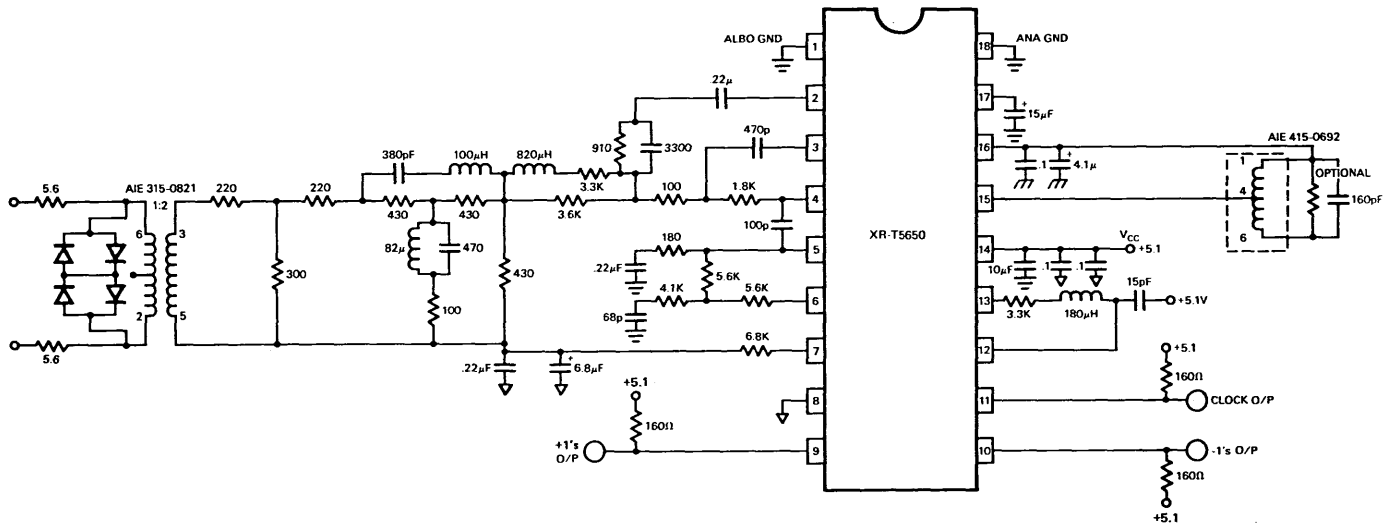 ALBO GND
1
18
ANA GND
.22μ
2
17
+
15μF
910
3300
470p
3
16
.1
+
4.1μ
AIE 415-0692
1
4
6
OPTIONAL
160pF
380pF
100μH
820μH
3.3K
5.6
AIE 315-0821
1:2
220
220
430
430
3.6K
100
1.8K
4
XR-T5650
15
6
3
2
5
300
82μ
470
100
430
100p
180
5
.22μF
5.6K
4.1K
5.6K
6
68p
14
VCC
+5.1
10μF
.1
.1
13
3.3K
180μH
15pF
+5.1V
5.6
6.8K
7
12
.22μF
+
6.8μF
8
+5.1
160Ω
11
CLOCK O/P
+5.1
160Ω
+1's
O/P
9
10
-1's O/P
160Ω
+5.1